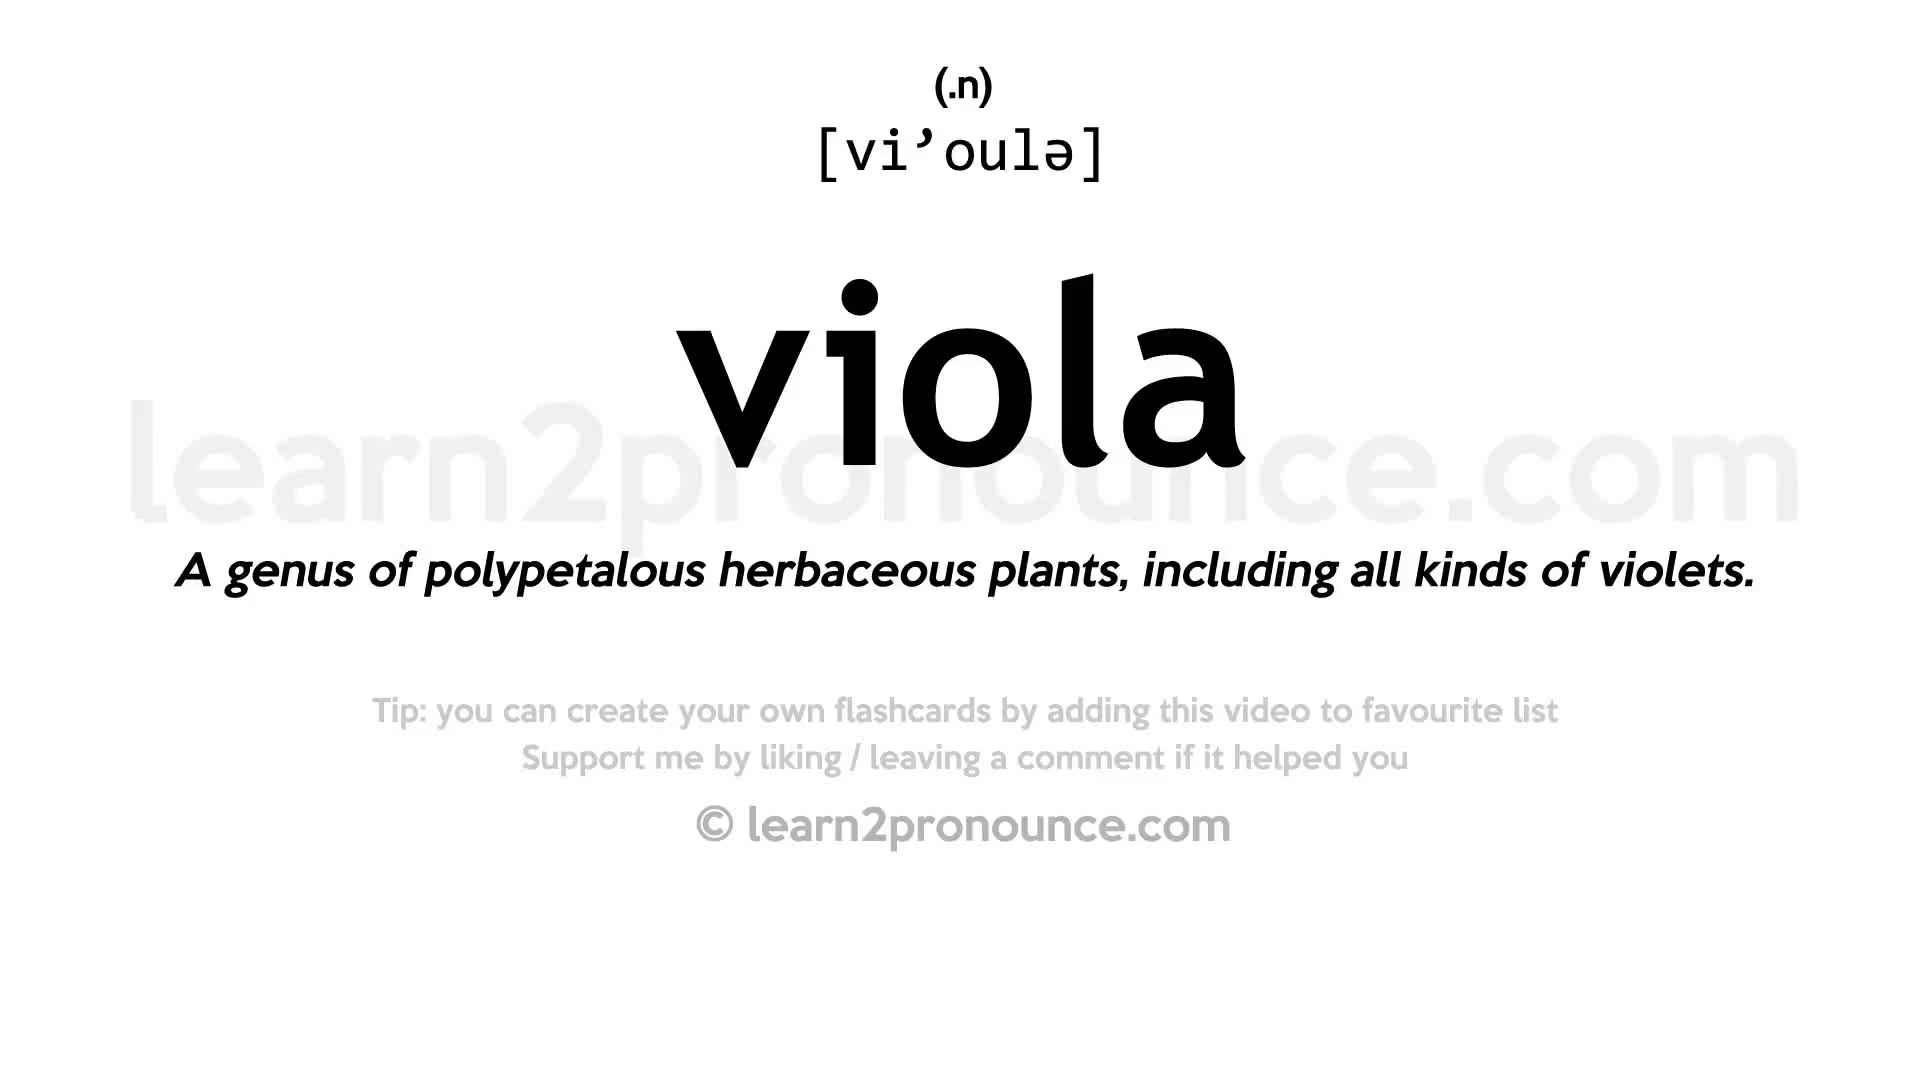 (.n)
[vi’oulə]
viola
learn2pronounce.com
A genus of polypetalous herbaceous plants, including all kinds of violets.
Tip: you can create your own flashcards by adding this video to favourite list
Support me by liking / leaving a comment if it helped you
© learn2pronounce.com